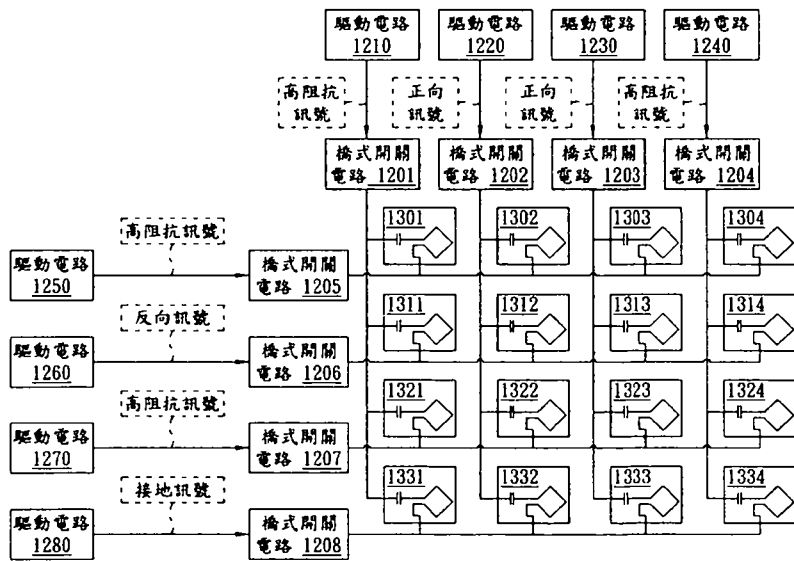 驅動電路 驅動電路 驅動電路 驅動電路
1210 1220 1230 1240
高阻抗 正向 正向 高阻抗
訊號 訊號 訊號 訊號
橋式開關 橋式開關 橋式開關 橋式開關
電路 1201 電路 1202 電路 1203 電路 1204
1301 1302 1303 1304
高阻抗訊號
驅動電路 橋式開關
1250 電路 1205
1311 1312 1313 1314
反向訊號
驅動電路 橋式開關
1260 電路 1206
1321 1322 1323 1324
高阻抗訊號
驅動電路 橋式開關
1270 電路 1207
1331 1332 1333 1334
接地訊號
驅動電路 橋式開關
1280 電路 1208